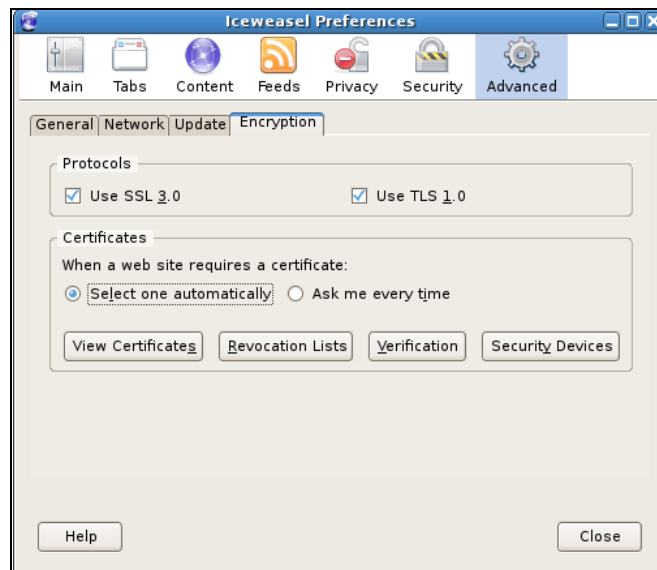 Iceweasel Preferences
Main Tabs Content Feeds Privacy Security Advanced
General Network Update Encryption
Protocols
Use SSL 3.0 Use TLS 1.0
Certificates
When a web site requires a certificate:
Select one automatically Ask me every time
View Certificates Revocation Lists Verification Security Devices
Help Close